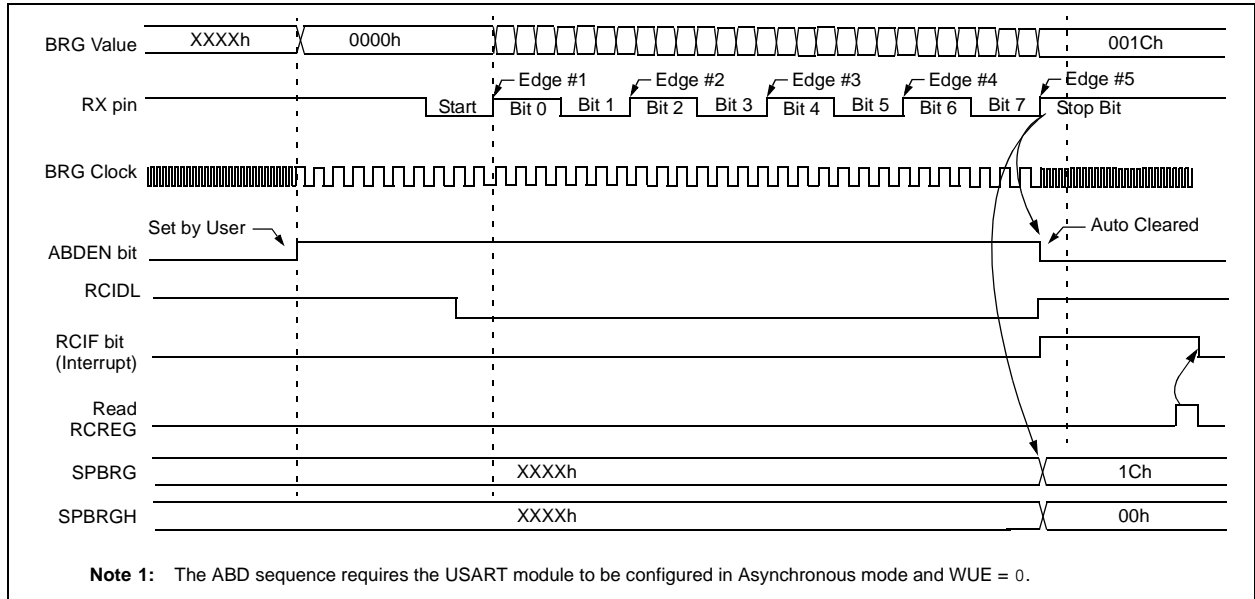 BRG Value XXXXh 0000h 001Ch
Edge #1 Edge #2 Edge #3 Edge #4 Edge #5
RX pin Start Bit 0 Bit 1 Bit 2 Bit 3 Bit 4 Bit 5 Bit 6 Bit 7 Stop Bit
BRG Clock
Set by User Auto Cleared
ABDEN bit
RCIDL
RCIF bit
(Interrupt)
Read
RCREG
SPBRG XXXXh 1Ch
SPBRGH XXXXh 00h
Note 1: The ABD sequence requires the USART module to be configured in Asynchronous mode and WUE = 0.